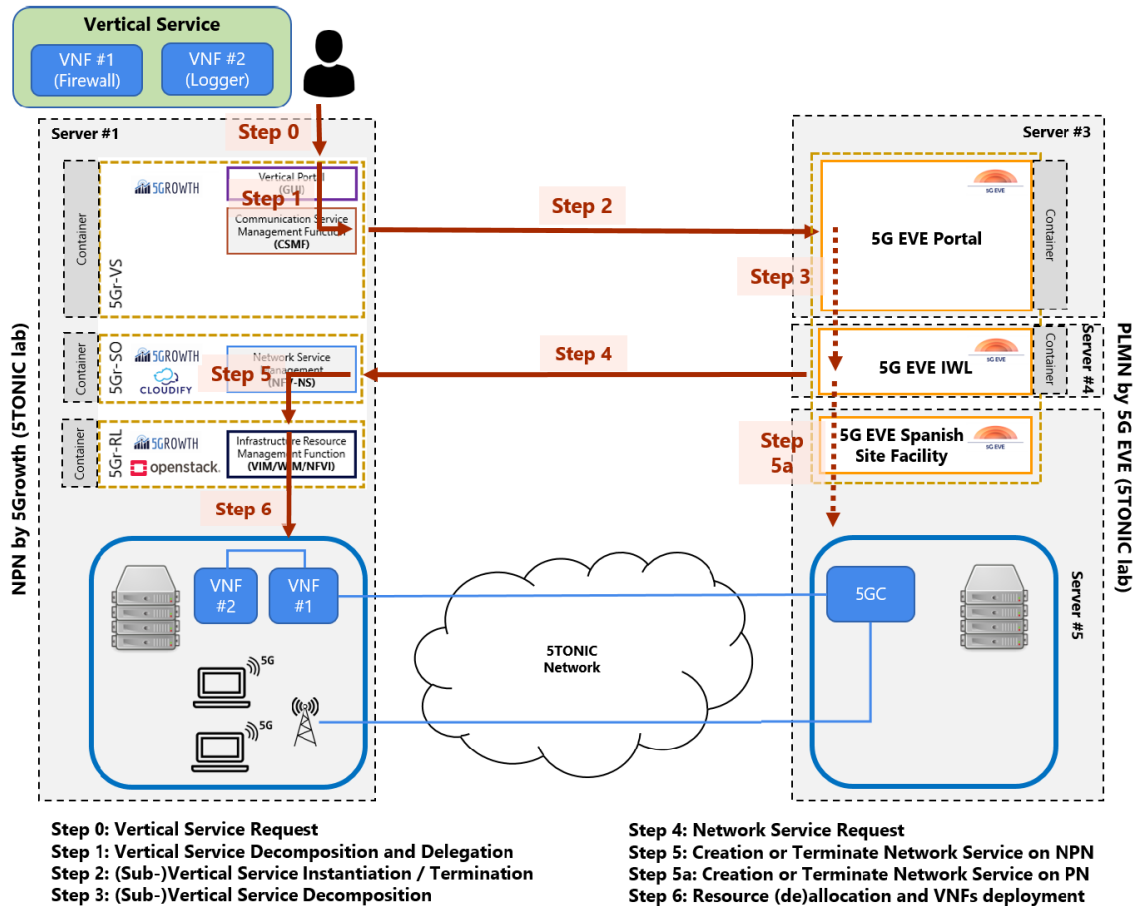 Vertical Service
VNF #1
(Firewall)
VNF #2
(Logger)
Server #1
Step 0
Server #3
Container
5GROWTH
Vertical Portal
(GUI)
Step 1
Communication Service
Management Function
(CSMF)
5Gr-VS
Step 2
5G EVE
5G EVE Portal
Container
Step 3
NPN by 5Growth (5TONIC lab)
PLMN by 5G EVE (5TONIC lab)
Container
5Gr-SO
5GROWTH
CLOUDIFY
Network Service
Management
(NFV-NS)
Step 5
Step 4
5G EVE
5G EVE IWL
Container
Server #4
Container
5Gr-RL
5GROWTH
openstack.
Infrastructure Resource
Management Function
(VIM/WIM/NFVI)
Step
5a
5G EVE Spanish
Site Facility
5G EVE
Step 6
VNF
#2
VNF
#1
5GC
Server #5
5G
5G
5TONIC
Network
Step 0: Vertical Service Request
Step 1: Vertical Service Decomposition and Delegation
Step 2: (Sub-)Vertical Service Instantiation / Termination
Step 3: (Sub-)Vertical Service Decomposition
Step 4: Network Service Request
Step 5: Creation or Terminate Network Service on NPN
Step 5a: Creation or Terminate Network Service on PN
Step 6: Resource (de)allocation and VNFs deployment